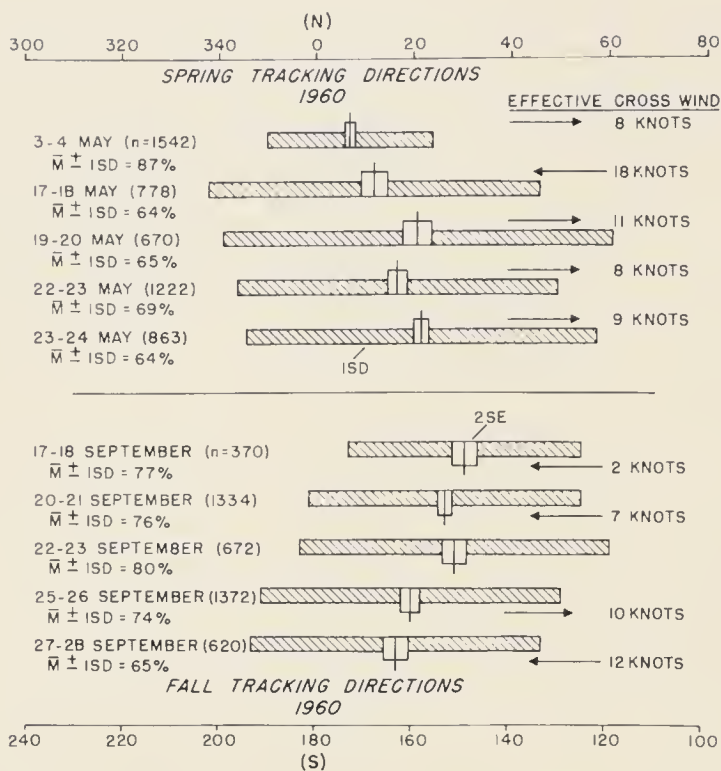 (N)
300 320 340 0 20 40 60 80
SPRING TRACKING DIRECTIONS
1960
EFFECTIVE CROSS WIND
3-4 MAY (n=1542) 8 KNOTS
M̅ ± 1SD = 87%
17-18 MAY (778) 18 KNOTS
M̅ ± 1SD = 64%
19-20 MAY (670) 11 KNOTS
M̅ ± 1SD = 65%
22-23 MAY (1222) 8 KNOTS
M̅ ± 1SD = 69%
23-24 MAY (863) 9 KNOTS
M̅ ± 1SD = 64%
1SD
2SE
17-18 SEPTEMBER (n=370) 2 KNOTS
M̅ ± 1SD = 77%
20-21 SEPTEMBER (1334) 7 KNOTS
M̅ ± 1SD = 76%
22-23 SEPTEMBER (672)
M̅ ± 1SD = 80%
25-26 SEPTEMBER (1372) 10 KNOTS
M̅ ± 1SD = 74%
27-28 SEPTEMBER (620) 12 KNOTS
M̅ ± 1SD = 65%
FALL TRACKING DIRECTIONS
1960
240 220 200 180 160 140 120 100
(S)